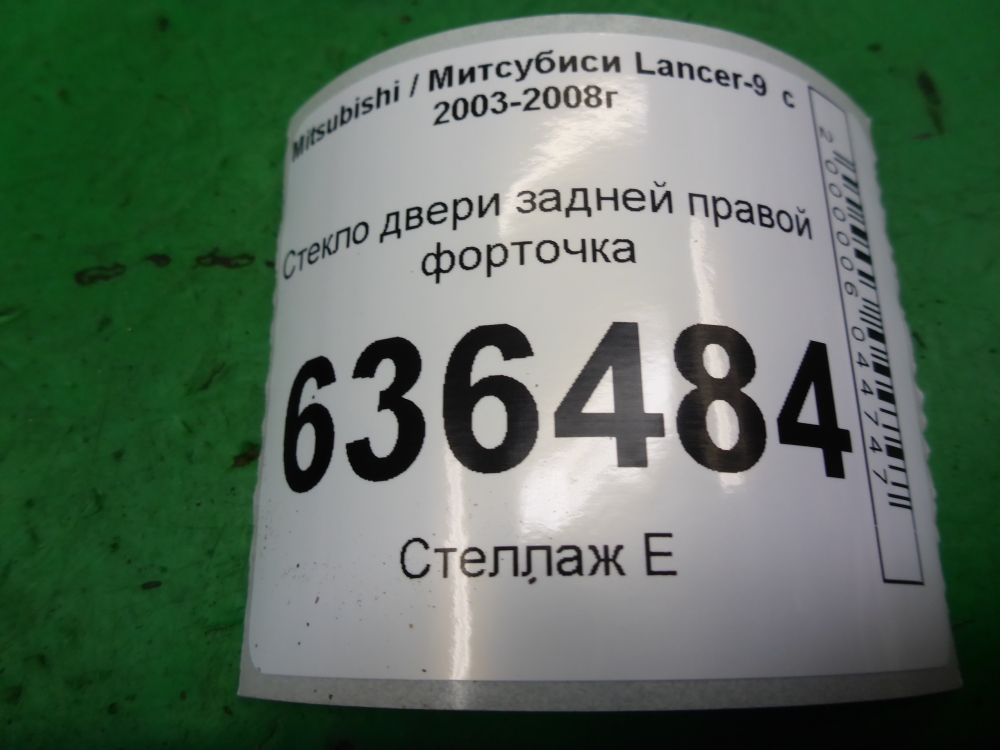 Mitsubishi / Митсубиси Lancer-9 с
2003-2008г
Стекло двери задней правой
форточка
636484
Стеллаж Е
2000006044747